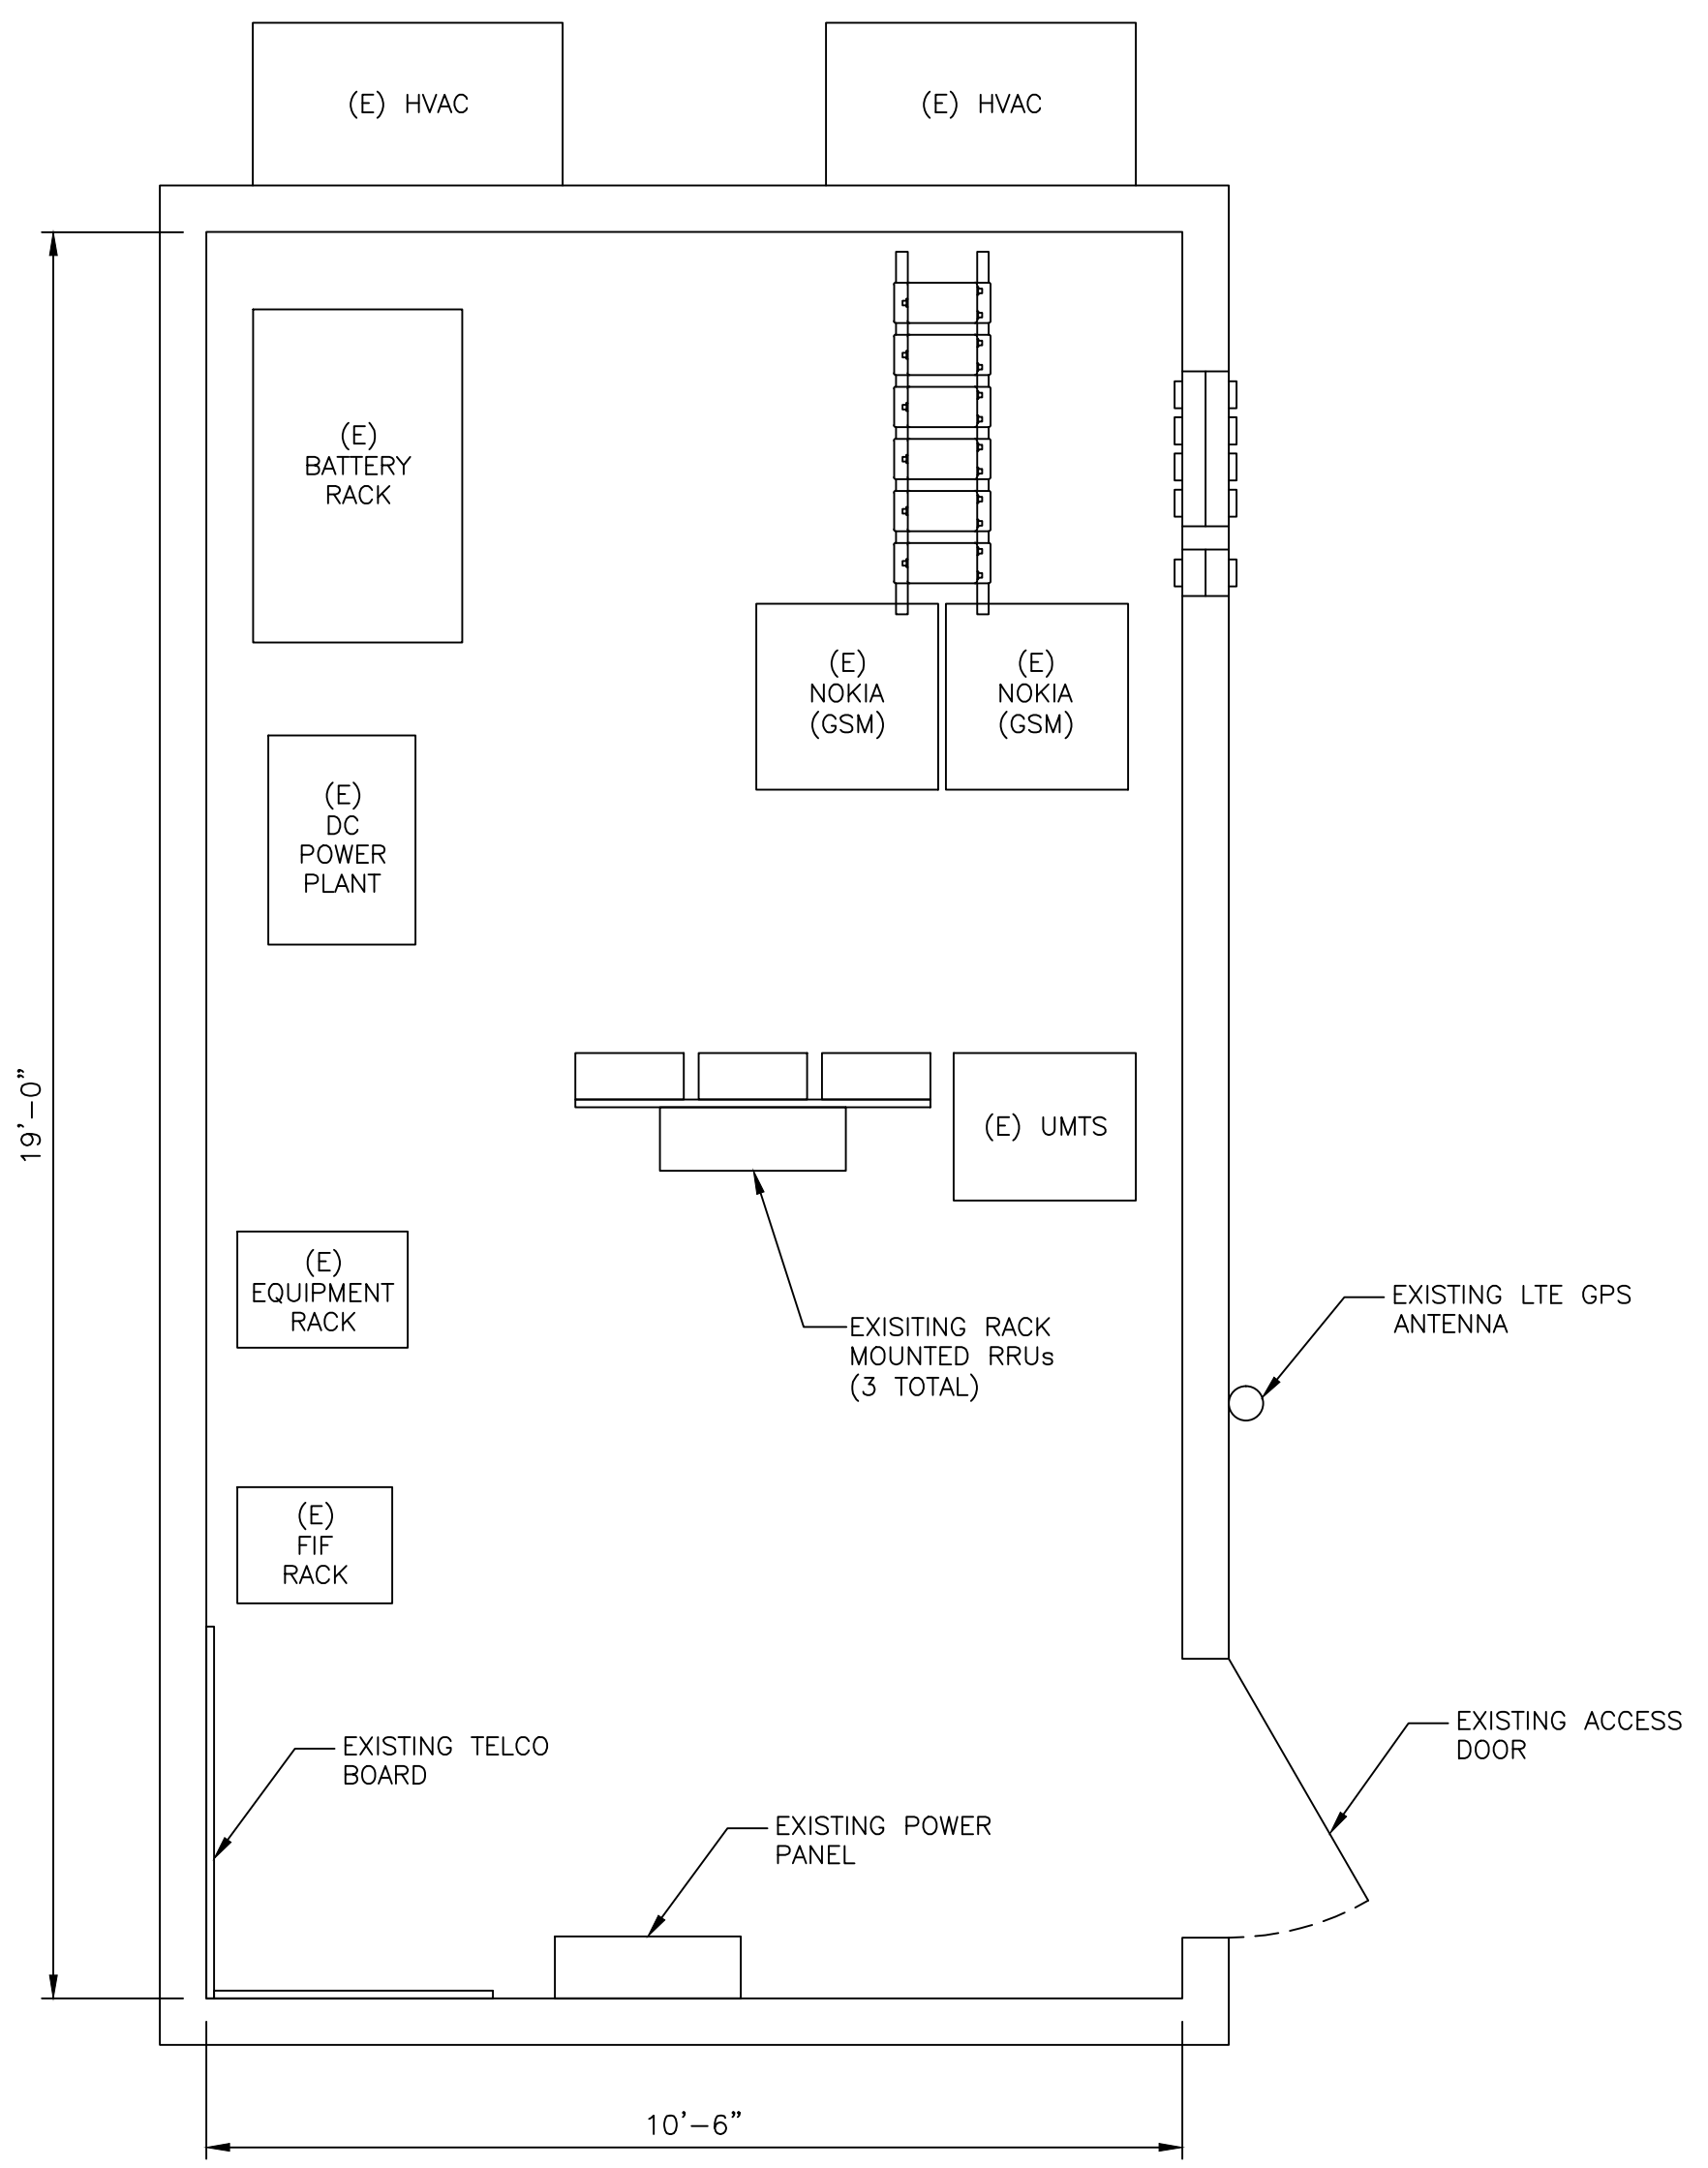 (E) HVAC
(E) HVAC
(E)
BATTERY
RACK
(E)
NOKIA
(GSM)
(E)
NOKIA
(GSM)
(E)
DC
POWER
PLANT
19'-0"
(E) UMTS
(E)
EQUIPMENT
RACK
EXISITING RACK
MOUNTED RRUs
(3 TOTAL)
EXISTING LTE GPS
ANTENNA
(E)
FIF
RACK
EXISTING TELCO
BOARD
EXISTING ACCESS
DOOR
EXISTING POWER
PANEL
10'-6"